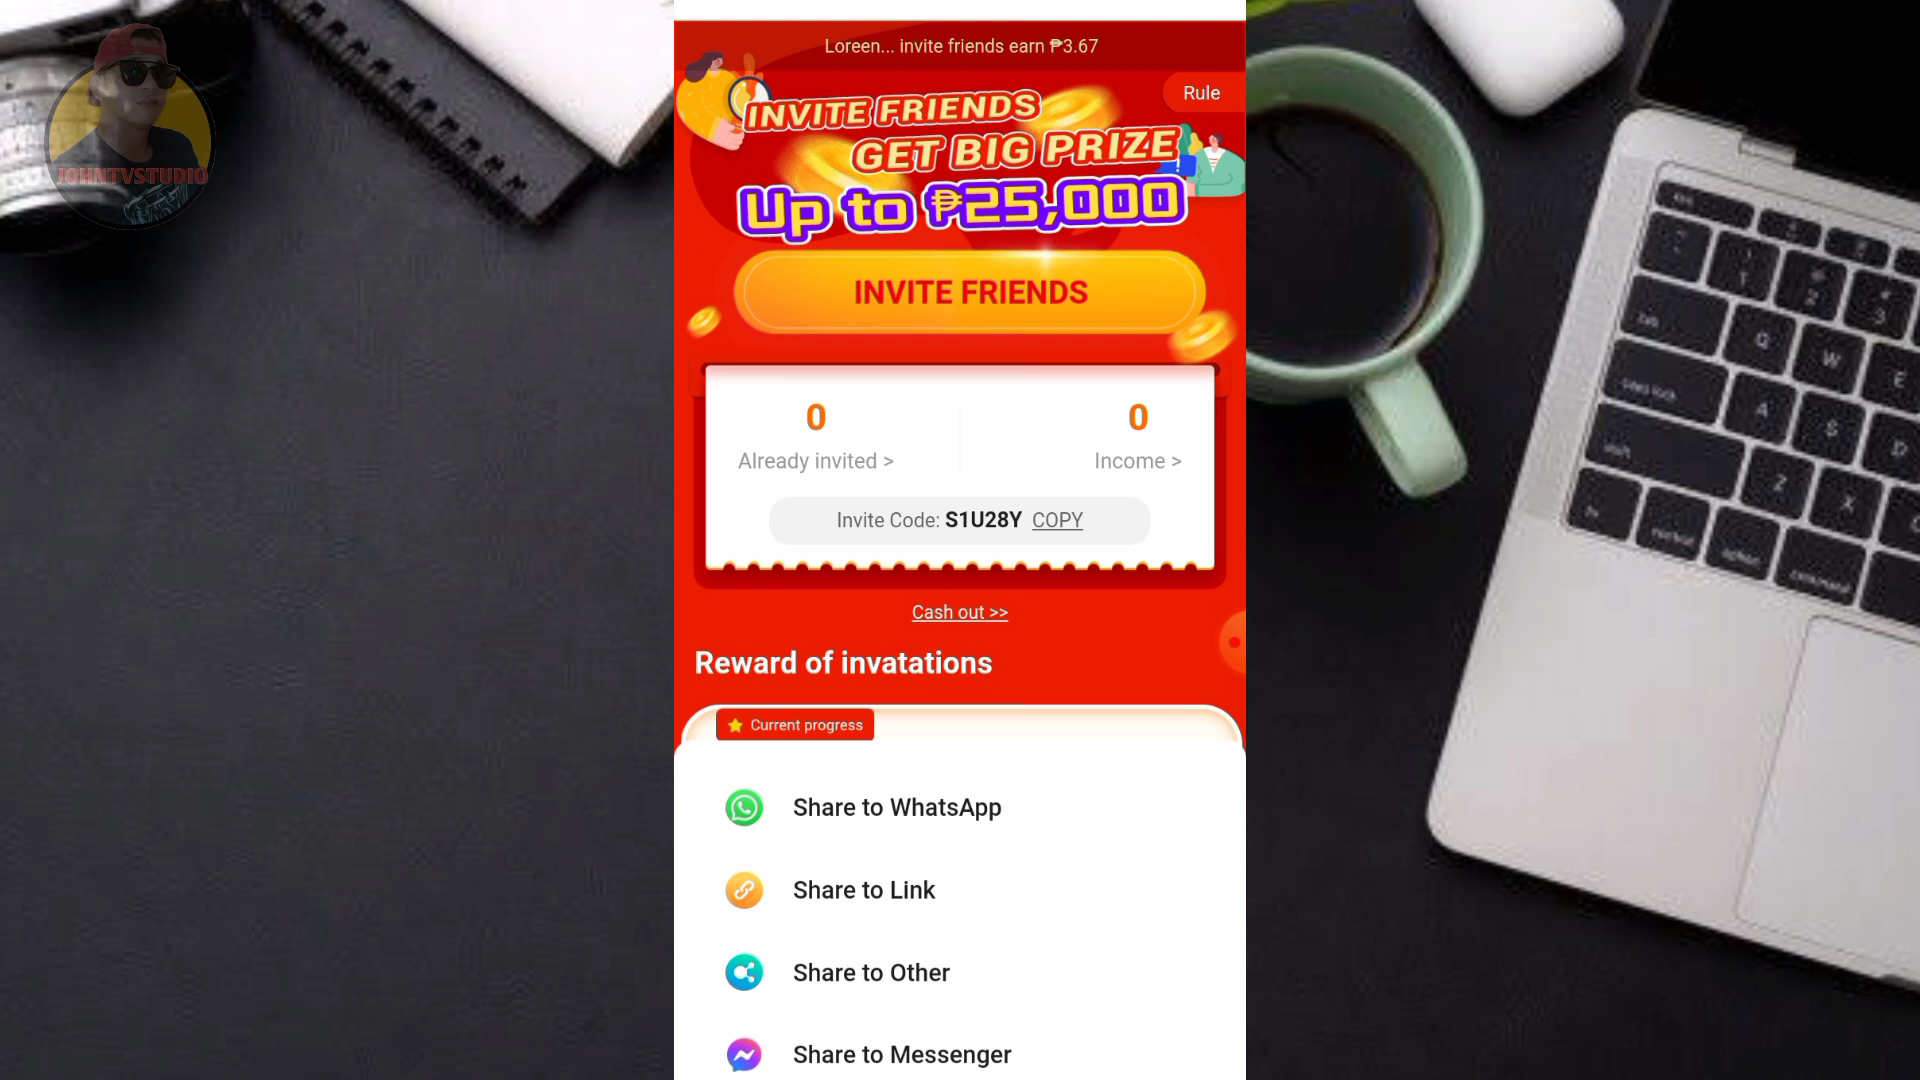 JOHNTVSTUDIO
Loreen... invite friends earn ₱3.67
Rule
INVITE FRIENDS
GET BIG PRIZE
Up to ₱25,000
INVITE FRIENDS
0
0
Already invited >
Income >
Invite Code: S1U28Y COPY
Cash out >>
Reward of invatations
Current progress
Share to WhatsApp
Share to Link
Share to Other
Share to Messenger
Q
W
E
A
S
D
Z
X